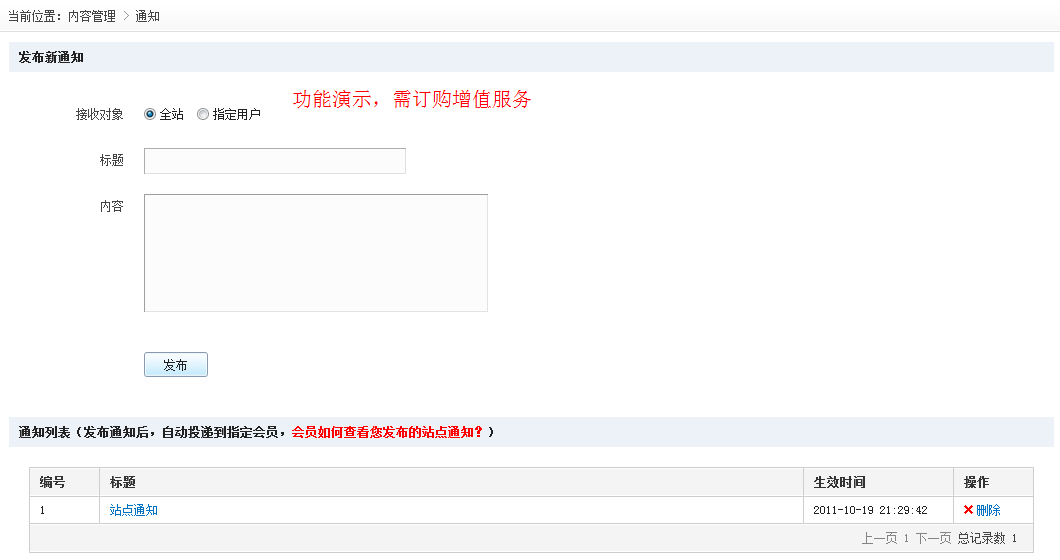 当前位置：内容管理 > 通知
发布新通知
功能演示，需订购增值服务
接收对象 全站 指定用户
标题
内容
发布
通知列表（发布通知后，自动投递到指定会员，会员如何查看您发布的站点通知？）
编号 标题 生效时间 操作
1 站点通知 2011-10-19 21:29:42 删除
上一页 1 下一页 总记录数 1